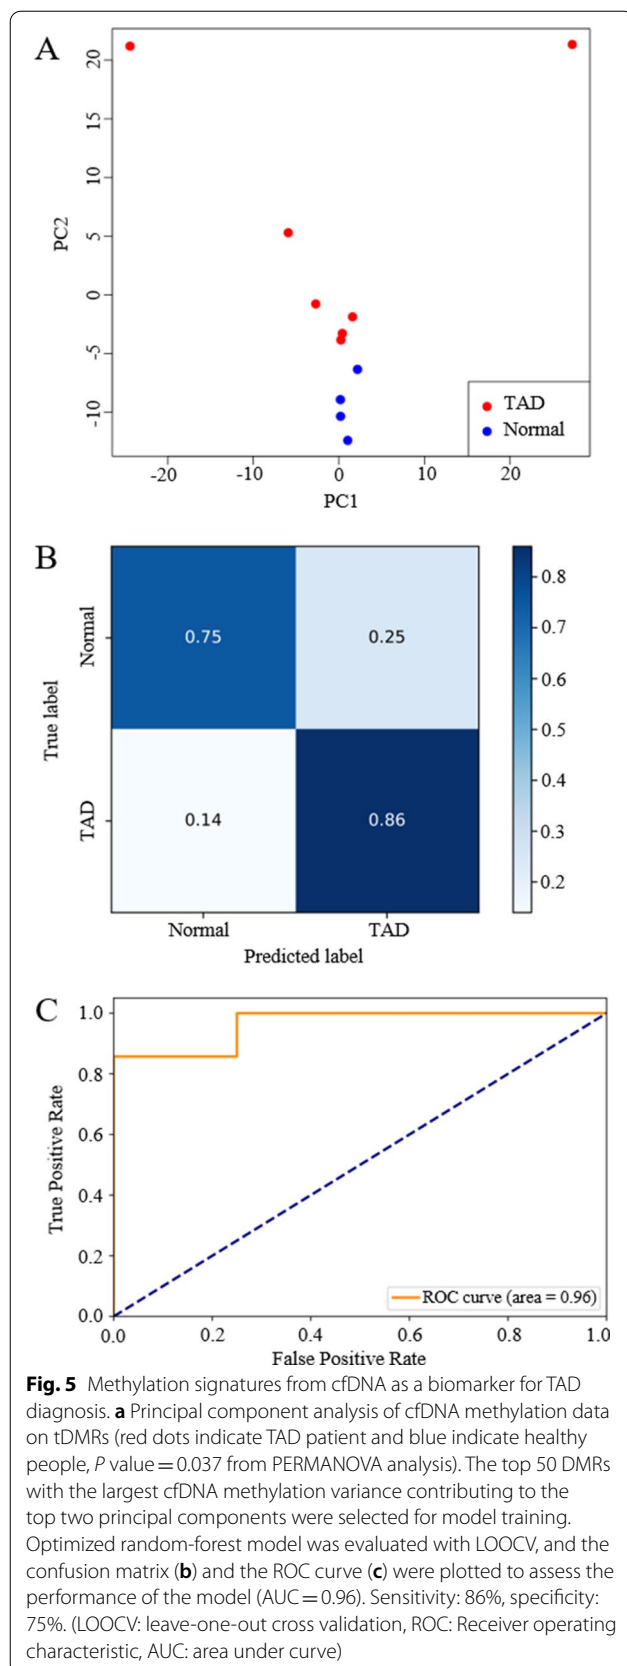 A
20
15
10
5
0
-5
-10
PC2
-20
-10
0
10
20
PC1
TAD
Normal
B
Normal
TAD
True label
0.75
0.25
0.14
0.86
Normal
TAD
Predicted label
0.8
0.7
0.6
0.5
0.4
0.3
0.2
C
1.0
0.8
0.6
0.4
0.2
0.0
True Positive Rate
ROC curve (area = 0.96)
0.0
0.2
0.4
0.6
0.8
1.0
False Positive Rate
Fig. 5 Methylation signatures from cfDNA as a biomarker for TAD
diagnosis. a Principal component analysis of cfDNA methylation data
on tDMRs (red dots indicate TAD patient and blue indicate healthy
people, P value = 0.037 from PERMANOVA analysis). The top 50 DMRs
with the largest cfDNA methylation variance contributing to the
top two principal components were selected for model training.
Optimized random-forest model was evaluated with LOOCV, and the
confusion matrix (b) and the ROC curve (c) were plotted to assess the
performance of the model (AUC = 0.96). Sensitivity: 86%, specificity:
75%. (LOOCV: leave-one-out cross validation, ROC: Receiver operating
characteristic, AUC: area under curve)